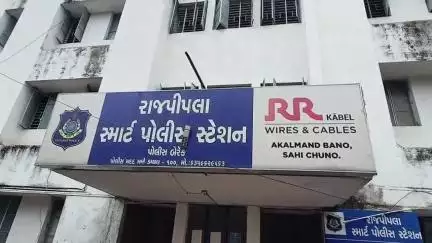 રાજપીપલા
સ્માર્ટ પોલીસ સ્ટેશન
પોલીસ બેરેક
RR
KABEL
WIRES & CABLES
AKALMAND BANO,
SAHI CHUNO.
રાજપીપલા
સ્માર્ટ પોલીસ સ્ટેશન